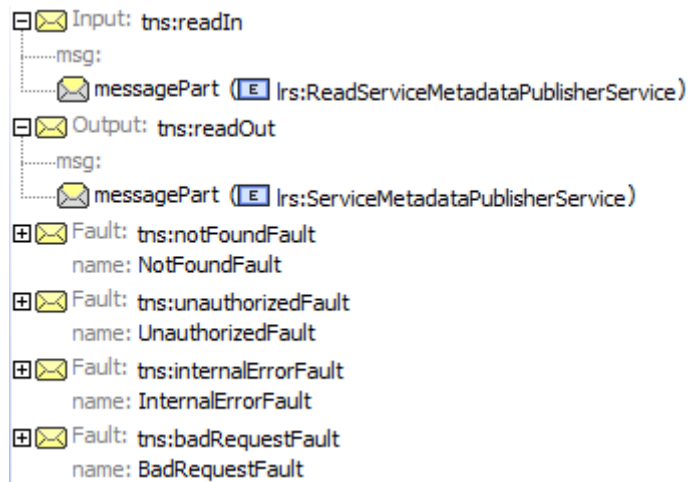 Input: tns:readIn
msg:
messagePart (E lrs:ReadServiceMetadataPublisherService)
Output: tns:readOut
msg:
messagePart (E lrs:ServiceMetadataPublisherService)
Fault: tns:notFoundFault
name: NotFoundFault
Fault: tns:unauthorizedFault
name: UnauthorizedFault
Fault: tns:internalErrorFault
name: InternalErrorFault
Fault: tns:badRequestFault
name: BadRequestFault